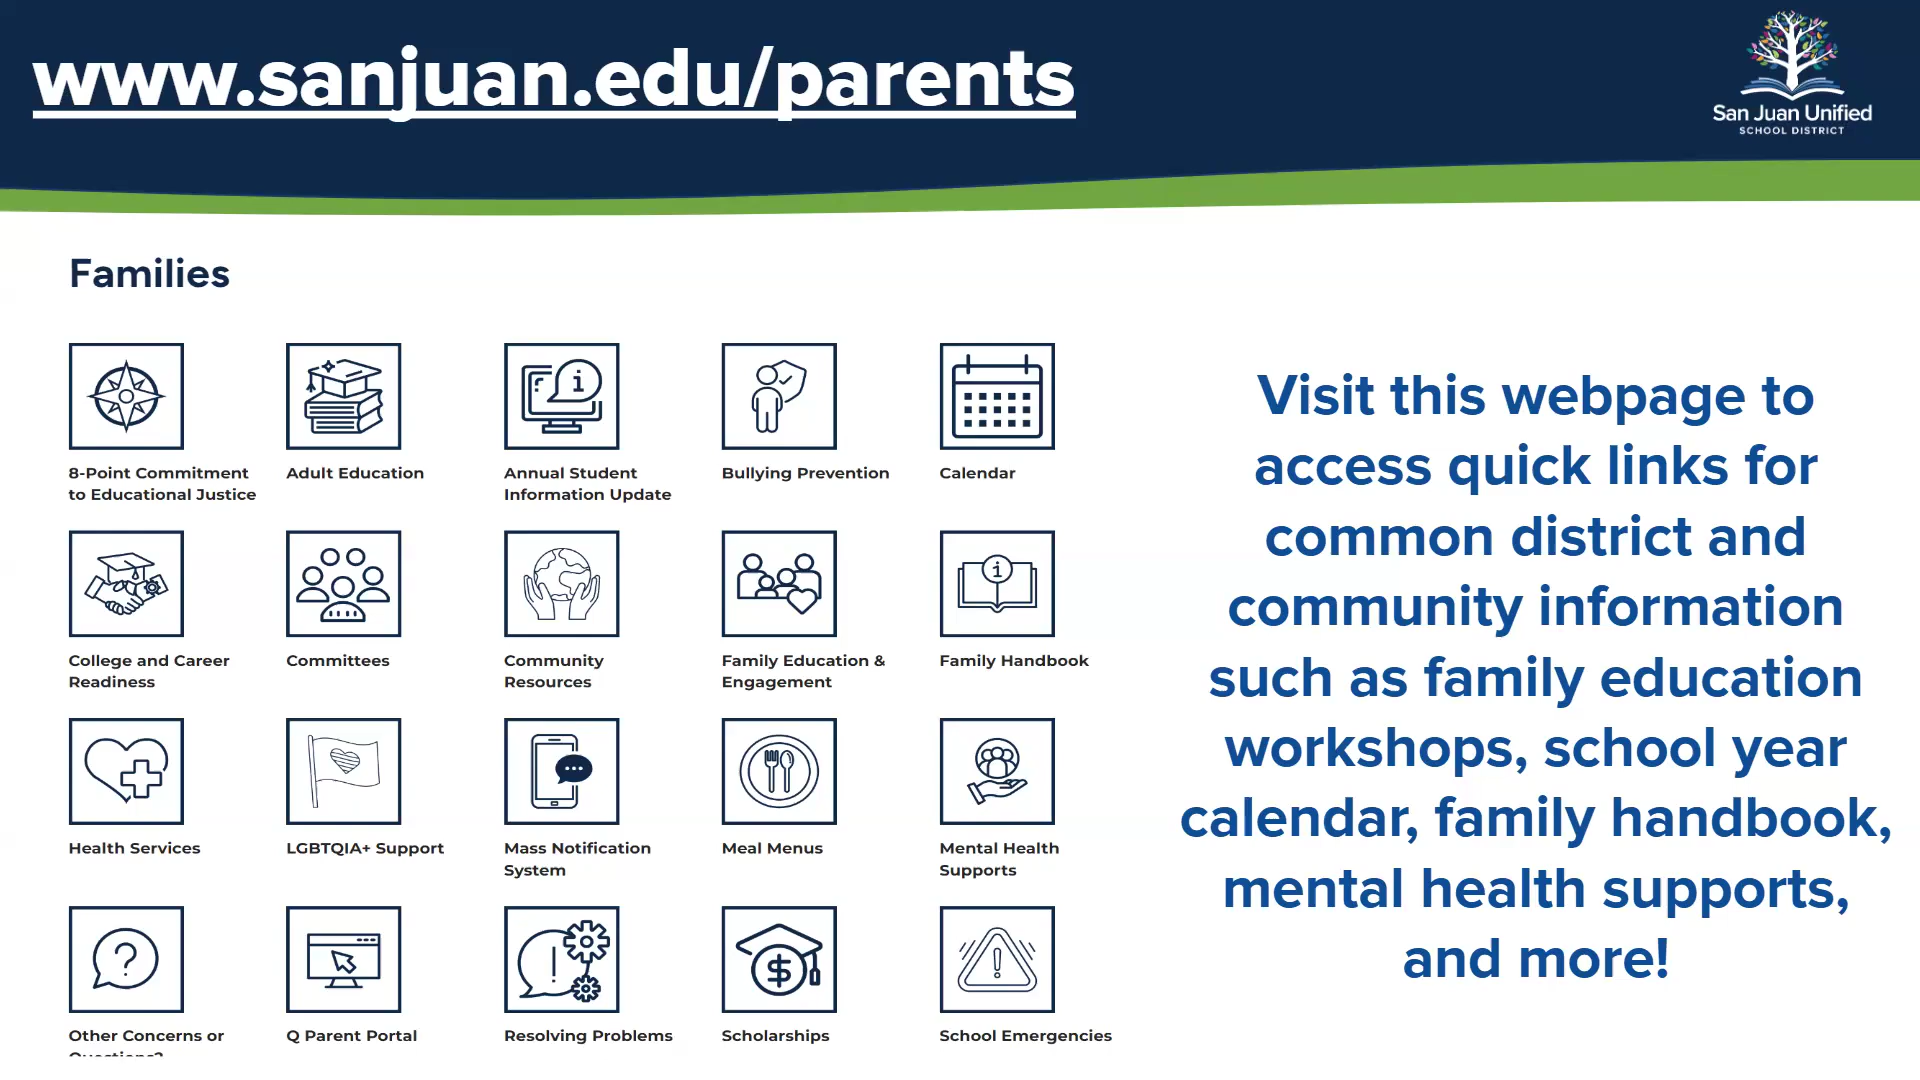 www.sanjuan.edu/parents
San Juan Unified
SCHOOL DISTRICT
Families
8-Point Commitment
to Educational Justice
Adult Education
Annual Student
Information Update
Bullying Prevention
Calendar
College and Career
Readiness
Committees
Community
Resources
Family Education &
Engagement
Family Handbook
Health Services
LGBTQIA+ Support
Mass Notification
System
Meal Menus
Mental Health
Supports
Other Concerns or
Questions?
Q Parent Portal
Resolving Problems
Scholarships
School Emergencies
Visit this webpage to
access quick links for
common district and
community information
such as family education
workshops, school year
calendar, family handbook,
mental health supports,
and more!